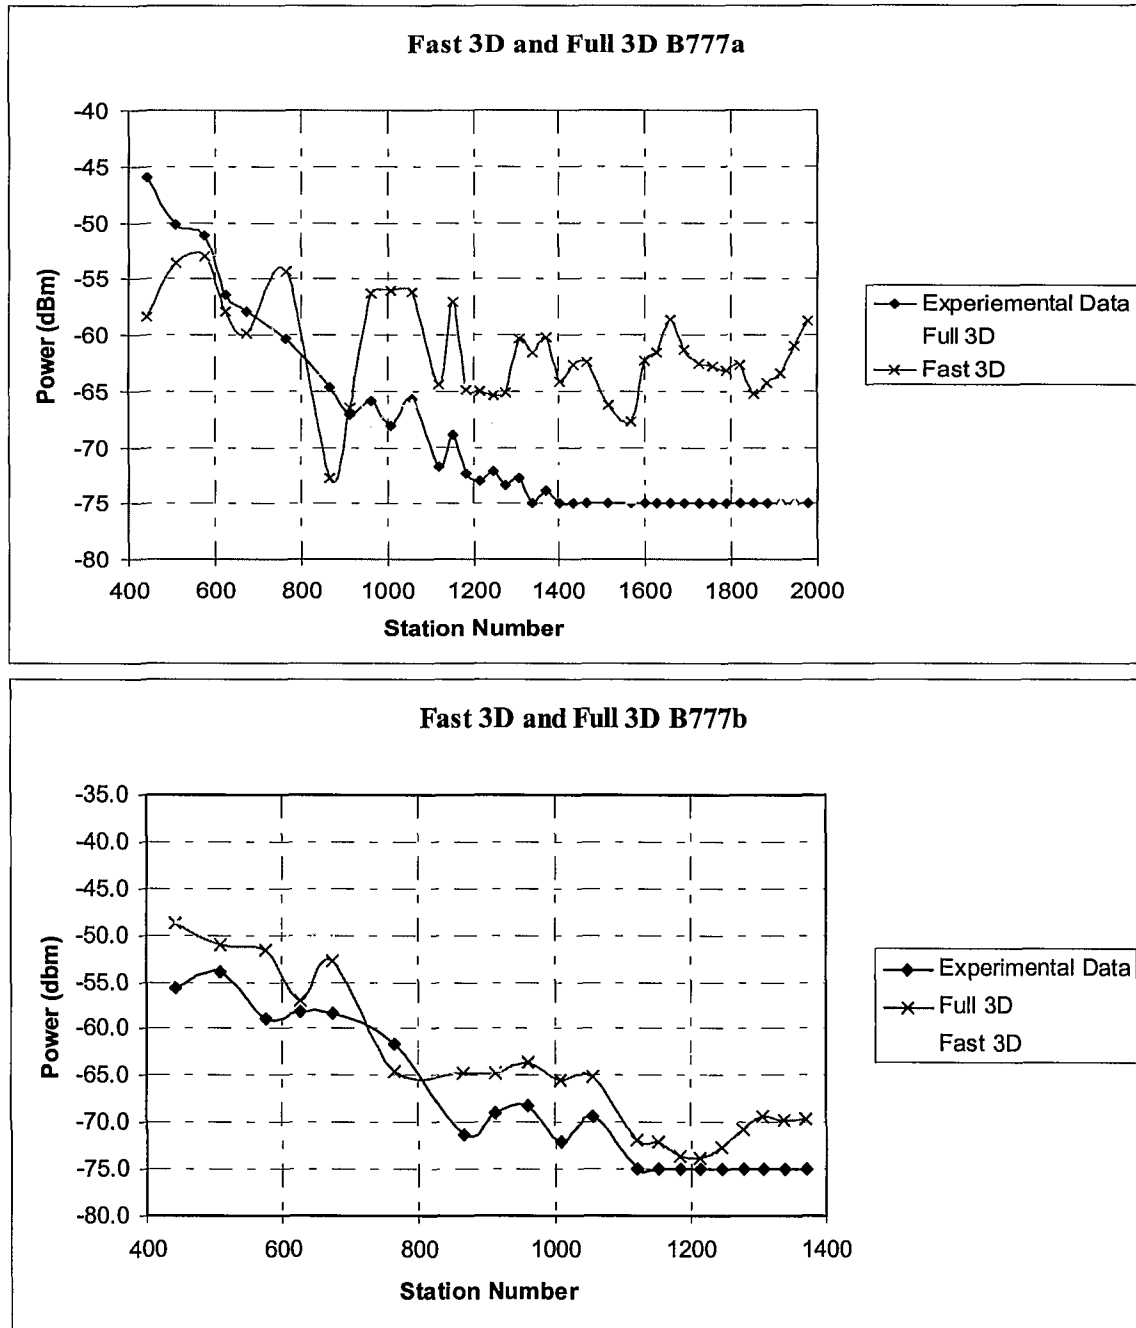 Fast 3D and Full 3D B777a
-40
-45
-50
-55
-60
-65
-70
-75
-80
Power (dBm)
400 600 800 1000 1200 1400 1600 1800 2000
Station Number
Experiemental Data
Full 3D
Fast 3D
Fast 3D and Full 3D B777b
-35.0
-40.0
-45.0
-50.0
-55.0
-60.0
-65.0
-70.0
-75.0
-80.0
Power (dbm)
400 600 800 1000 1200 1400
Station Number
Experimental Data
Full 3D
Fast 3D